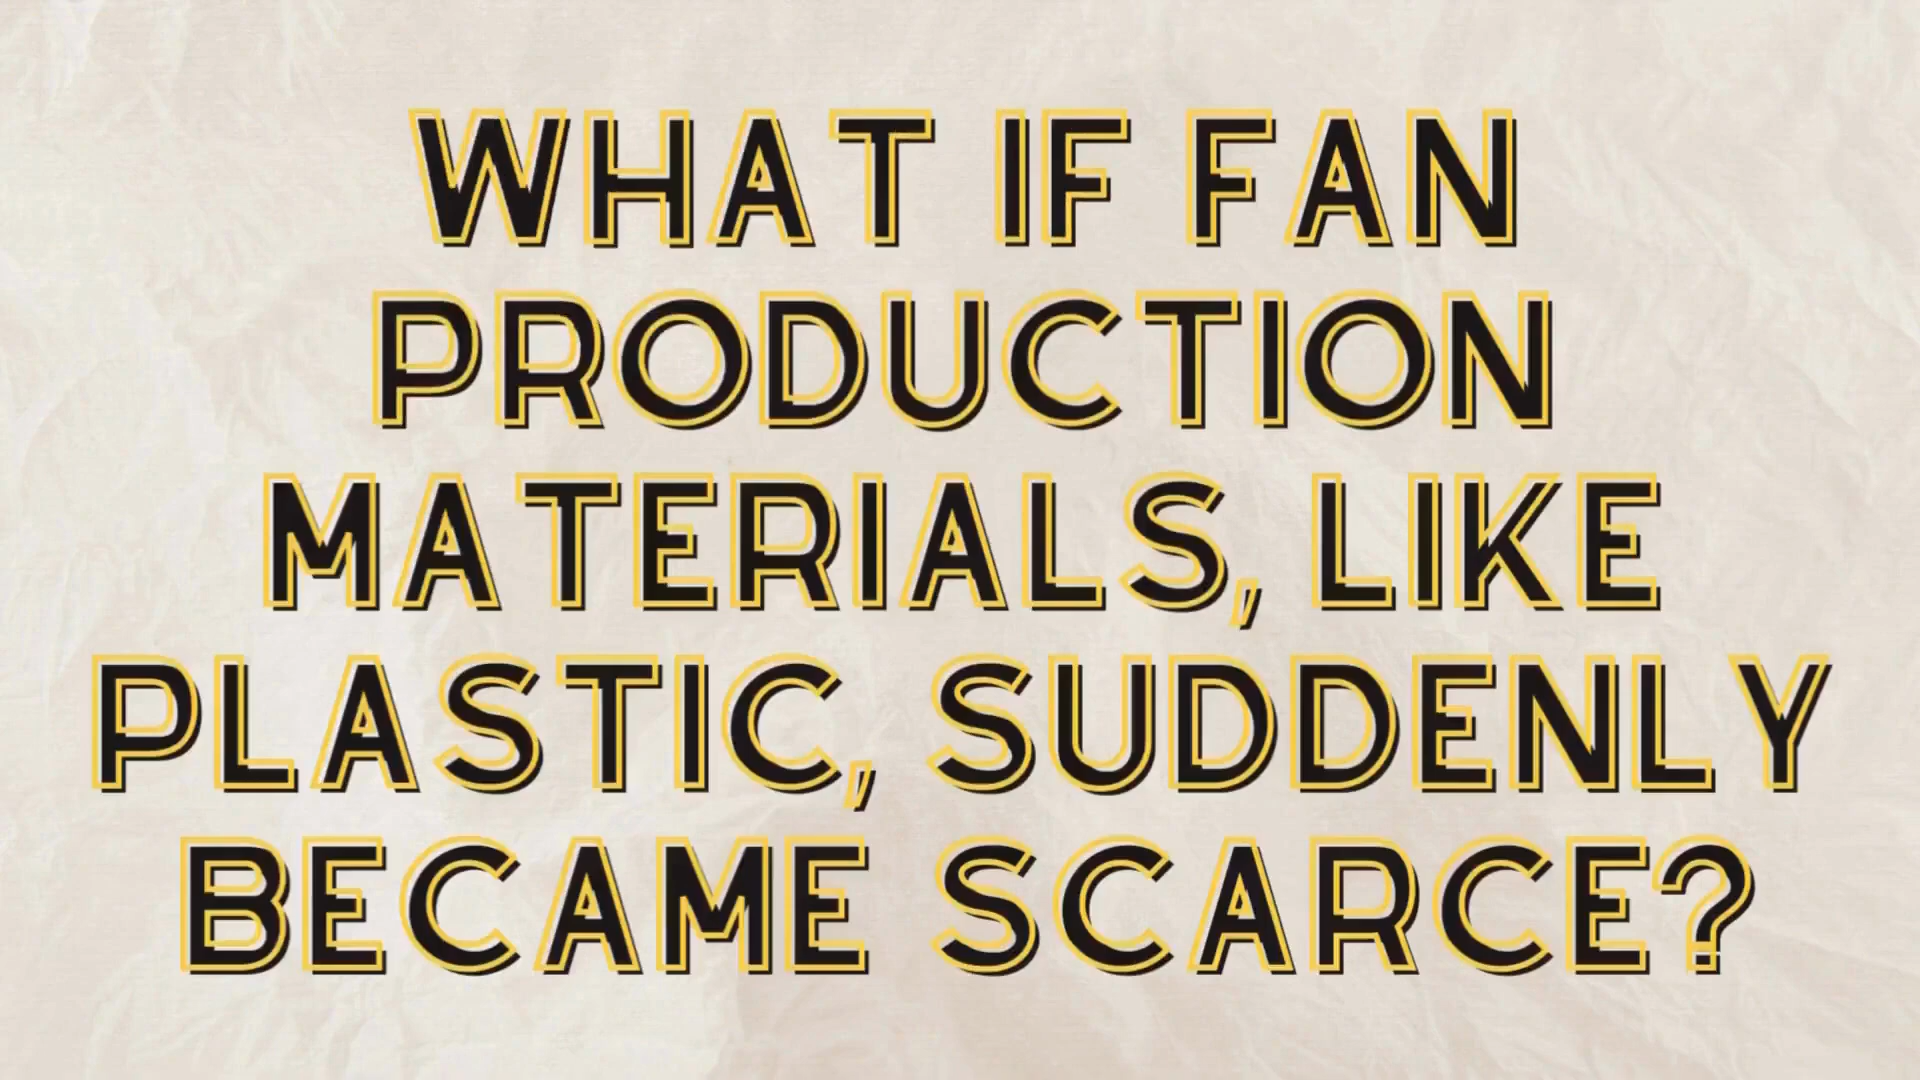 WHAT IF FAN
PRODUCTION
MATERIALS, LIKE
PLASTIC, SUDDENLY
BECAME SCARCE?